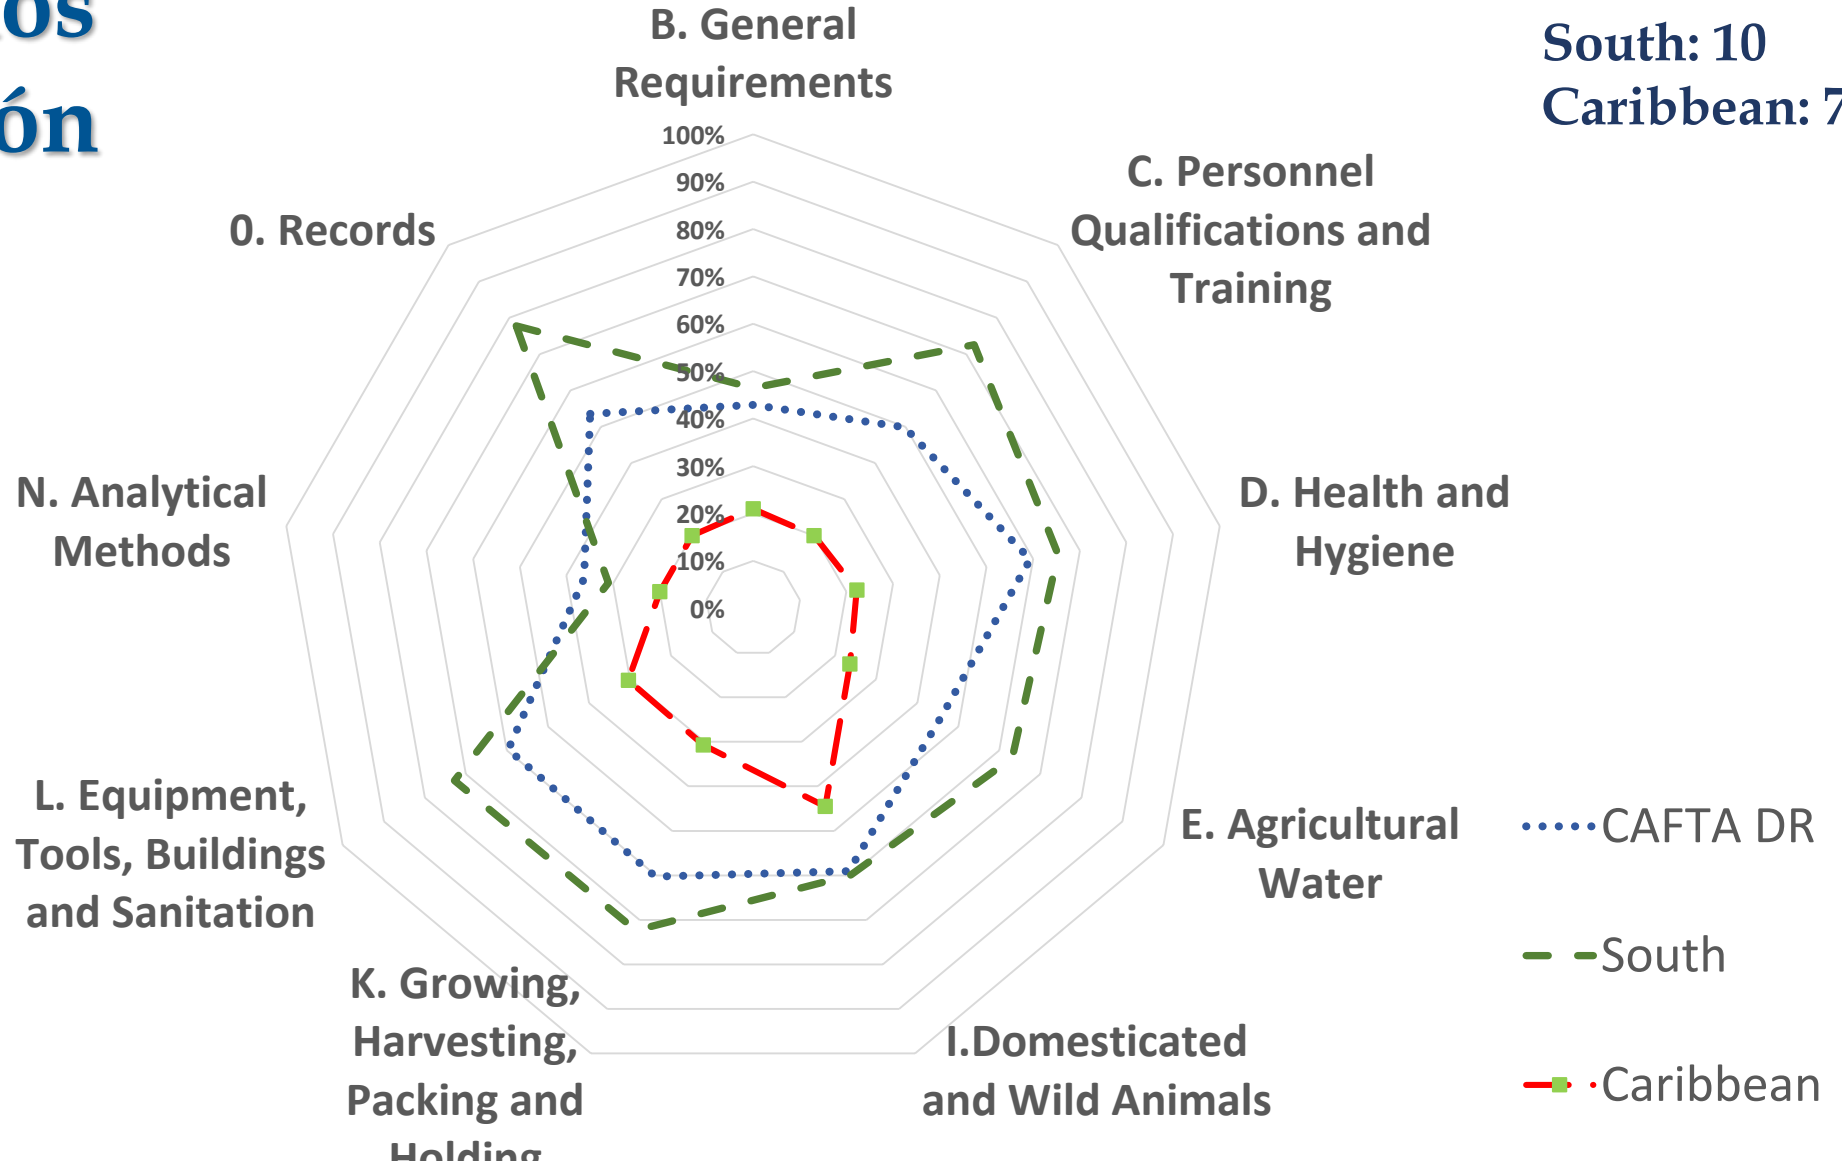 ón
South: 10
Caribbean: 7
B. General
Requirements
100%
90%
80%
70%
60%
50%
40%
30%
20%
10%
0%
C. Personnel
Qualifications and
Training
D. Health and
Hygiene
E. Agricultural
Water
I.Domesticated
and Wild Animals
K. Growing,
Harvesting,
Packing and
Holding
L. Equipment,
Tools, Buildings
and Sanitation
N. Analytical
Methods
0. Records
CAFTA DR
South
Caribbean